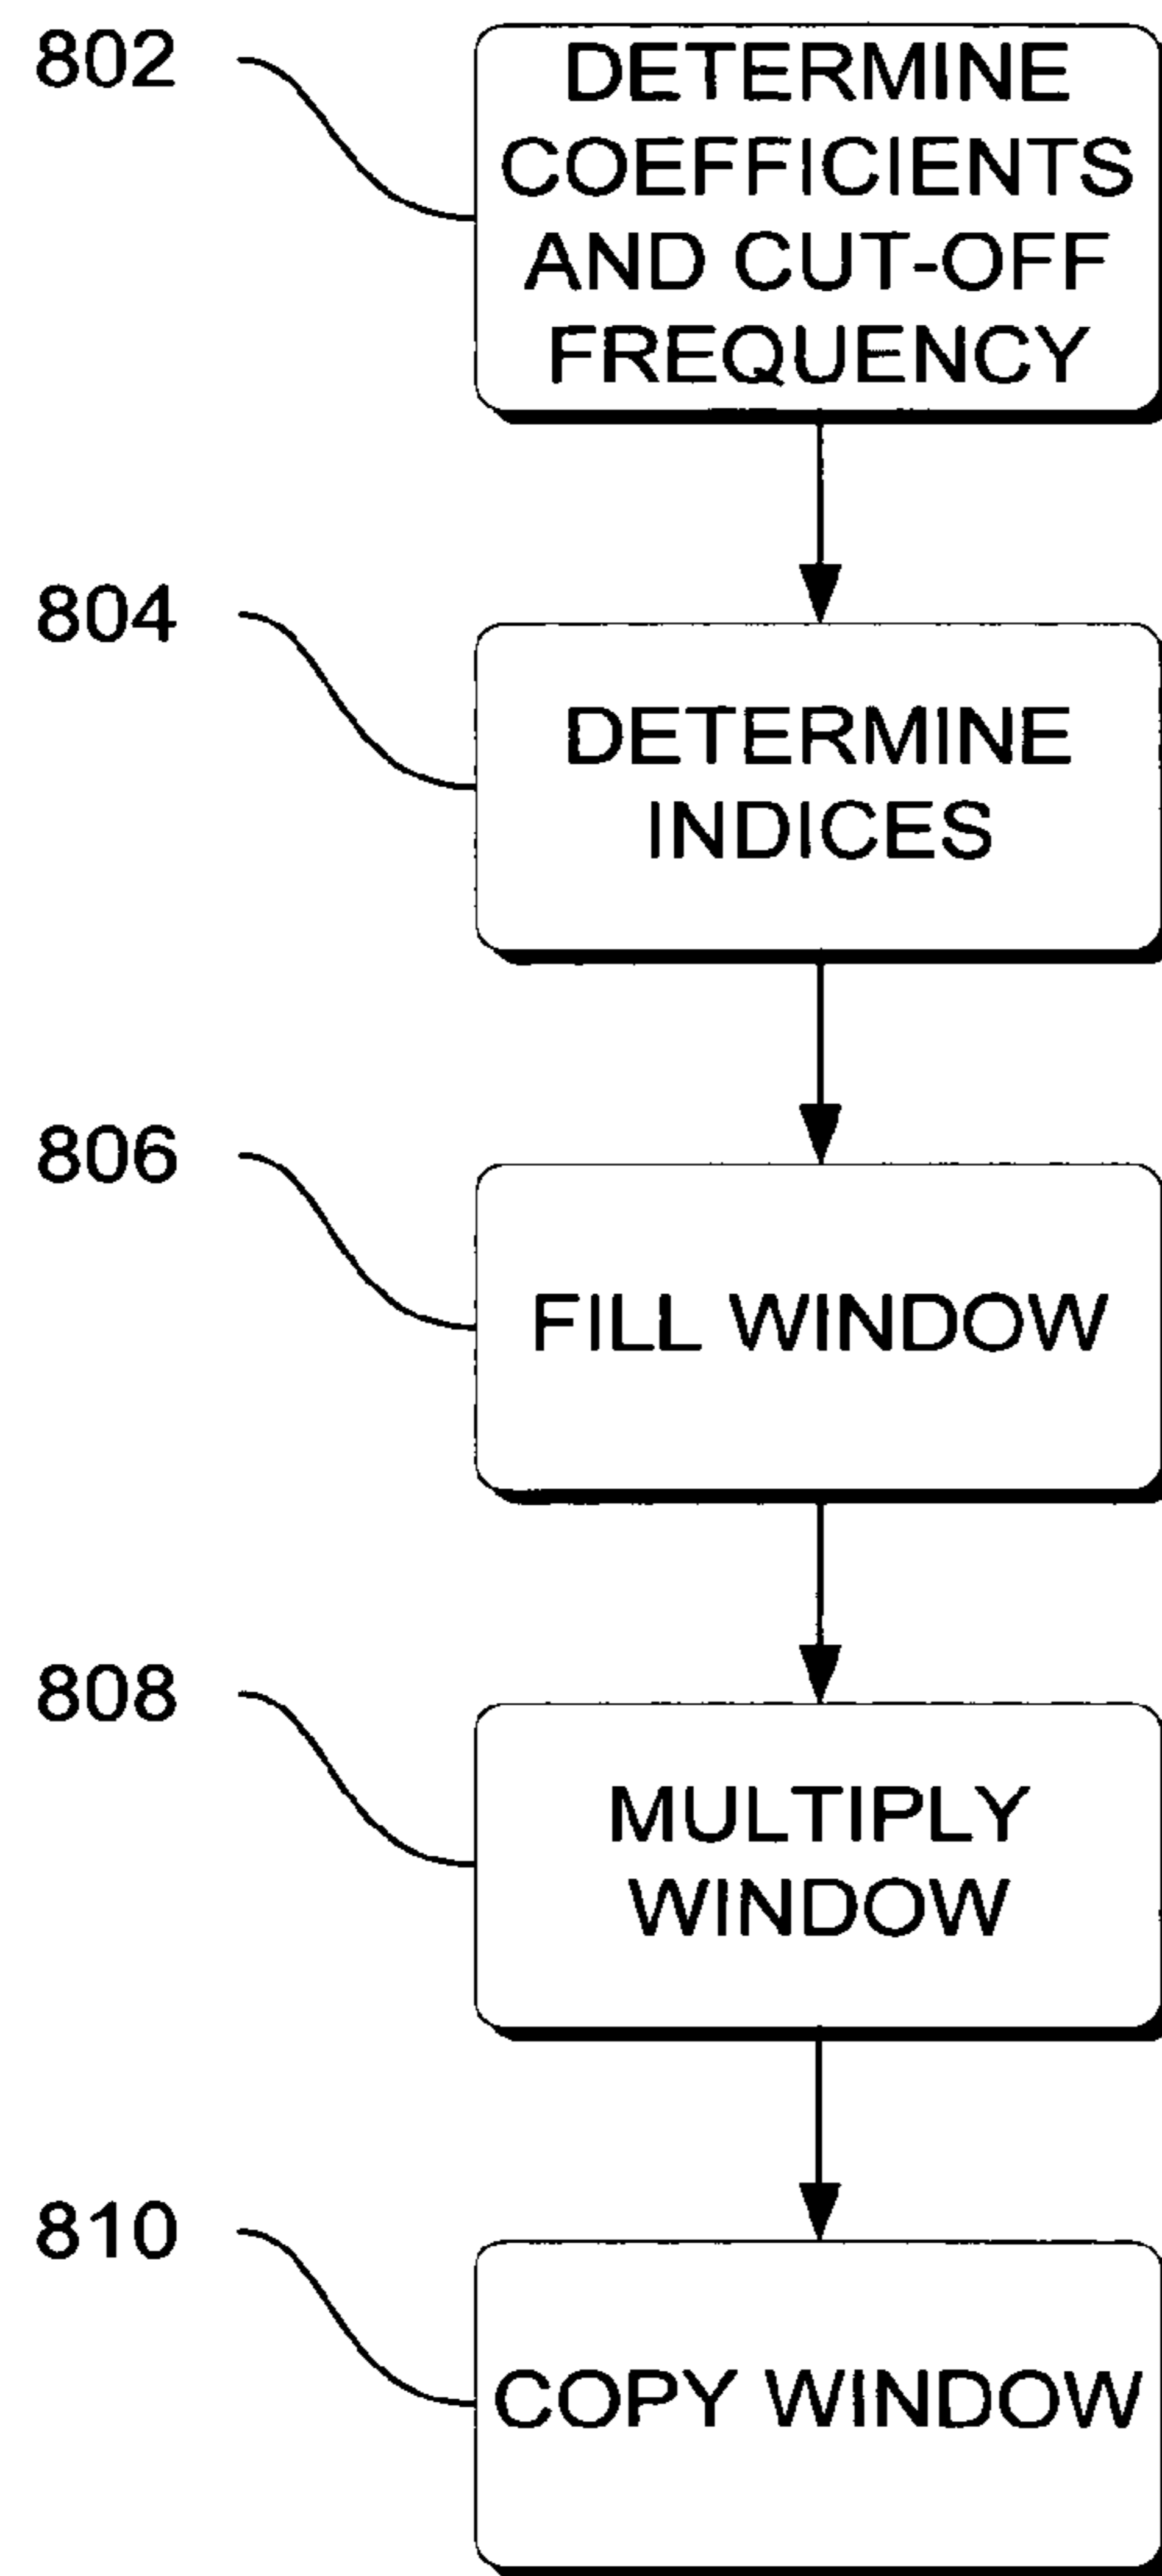 802
DETERMINE
COEFFICIENTS
AND CUT-OFF
FREQUENCY
804
DETERMINE
INDICES
806
FILL WINDOW
808
MULTIPLY
WINDOW
810
COPY WINDOW